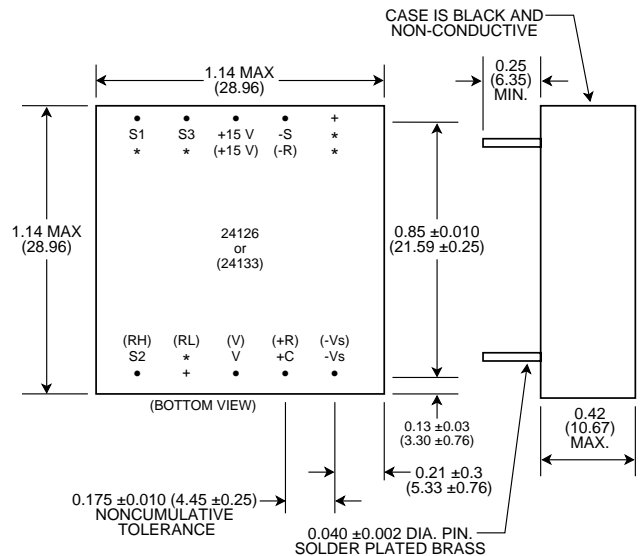 CASE IS BLACK AND
NON-CONDUCTIVE
1.14 MAX
(28.96)
0.25
(6.35)
MIN.
S1 S3 +15 V -S +
* * (+15 V) (-R) *
*
1.14 MAX
(28.96)
24126
or
(24133)
0.85 ±0.010
(21.59 ±0.25)
(RH) (RL) (V) (+R) (-Vs)
S2 * V +C -Vs
+
(BOTTOM VIEW)
0.13 ±0.03
(3.30 ±0.76)
0.42
(10.67)
MAX.
0.21 ±0.3
(5.33 ±0.76)
0.175 ±0.010 (4.45 ±0.25)
NONCUMULATIVE
TOLERANCE
0.040 ±0.002 DIA. PIN.
SOLDER PLATED BRASS